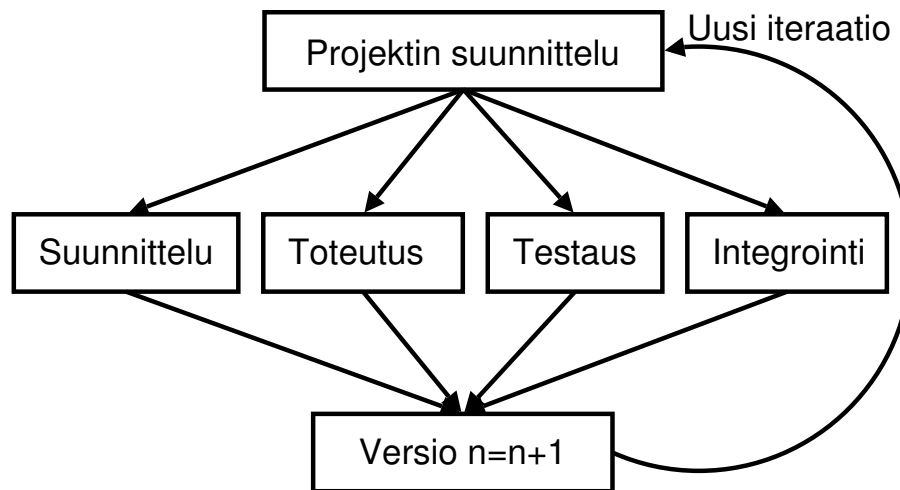 Uusi iteraatio
Projektin suunnittelu
Suunnittelu
Toteutus
Testaus
Integrointi
Versio n=n+1